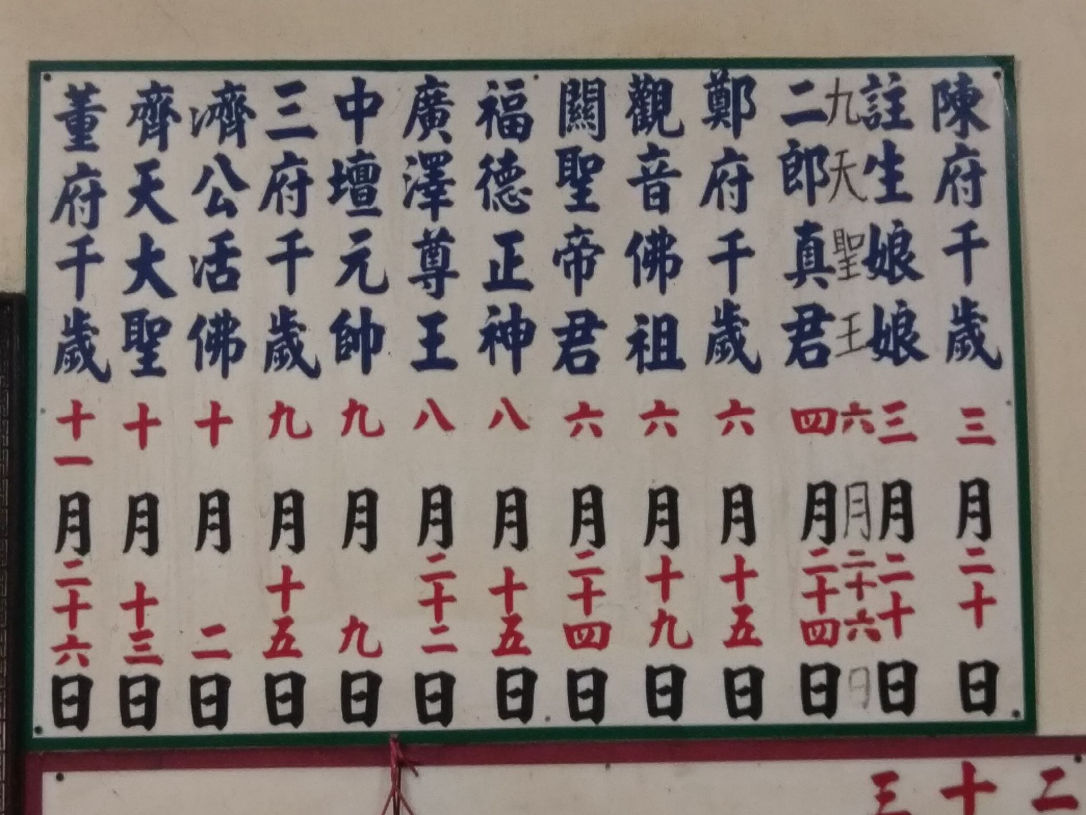 陳府千歲三月二十日
註生娘娘三月二十日
九天聖王六月二十六日
二郎真君四月二十四日
鄭府千歲六月十五日
觀音佛祖六月十九日
關聖帝君六月二十四日
福德正神八月十五日
廣澤尊王八月二十二日
中壇元帥九月九日
三府千歲九月十五日
濟公活佛十月二日
齊天大聖十月十三日
董府千歲十一月二十六日
二
十